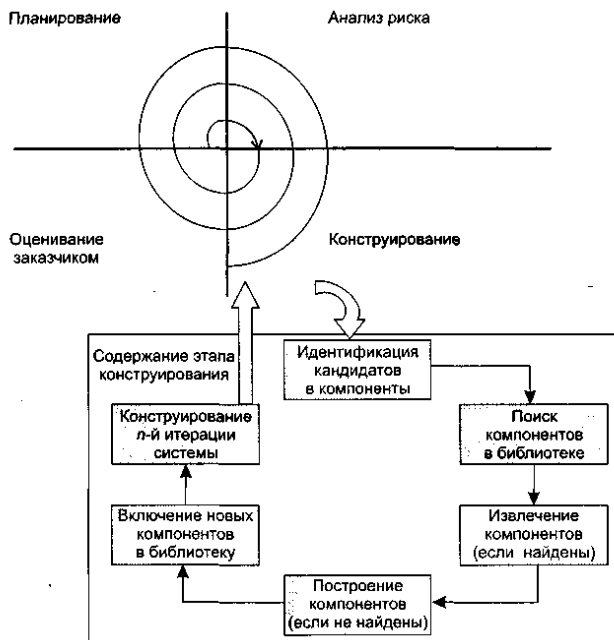 Планирование
Анализ риска
Оценивание
заказчиком
Конструирование
Содержание этапа
конструирования
Идентификация
кандидатов
в компоненты
Поиск
компонентов
в библиотеке
Извлечение
компонентов
(если найдены)
Построение
компонентов
(если не найдены)
Включение новых
компонентов
в библиотеку
Конструирование
n-й итерации
системы